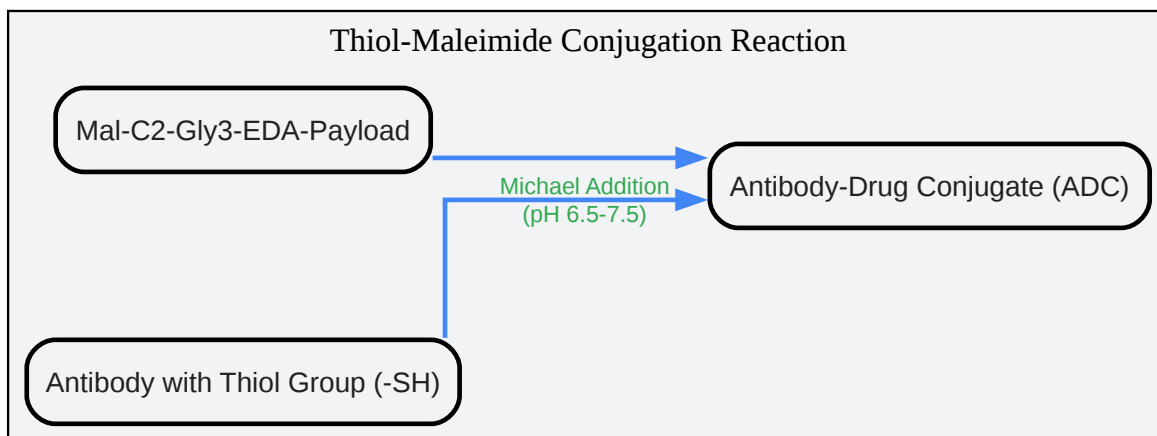 Thiol-Maleimide Conjugation Reaction
Mal-C2-Gly3-EDA-Payload
Antibody-Drug Conjugate (ADC)
Michael Addition
(pH 6.5-7.5)
Antibody with Thiol Group (-SH)